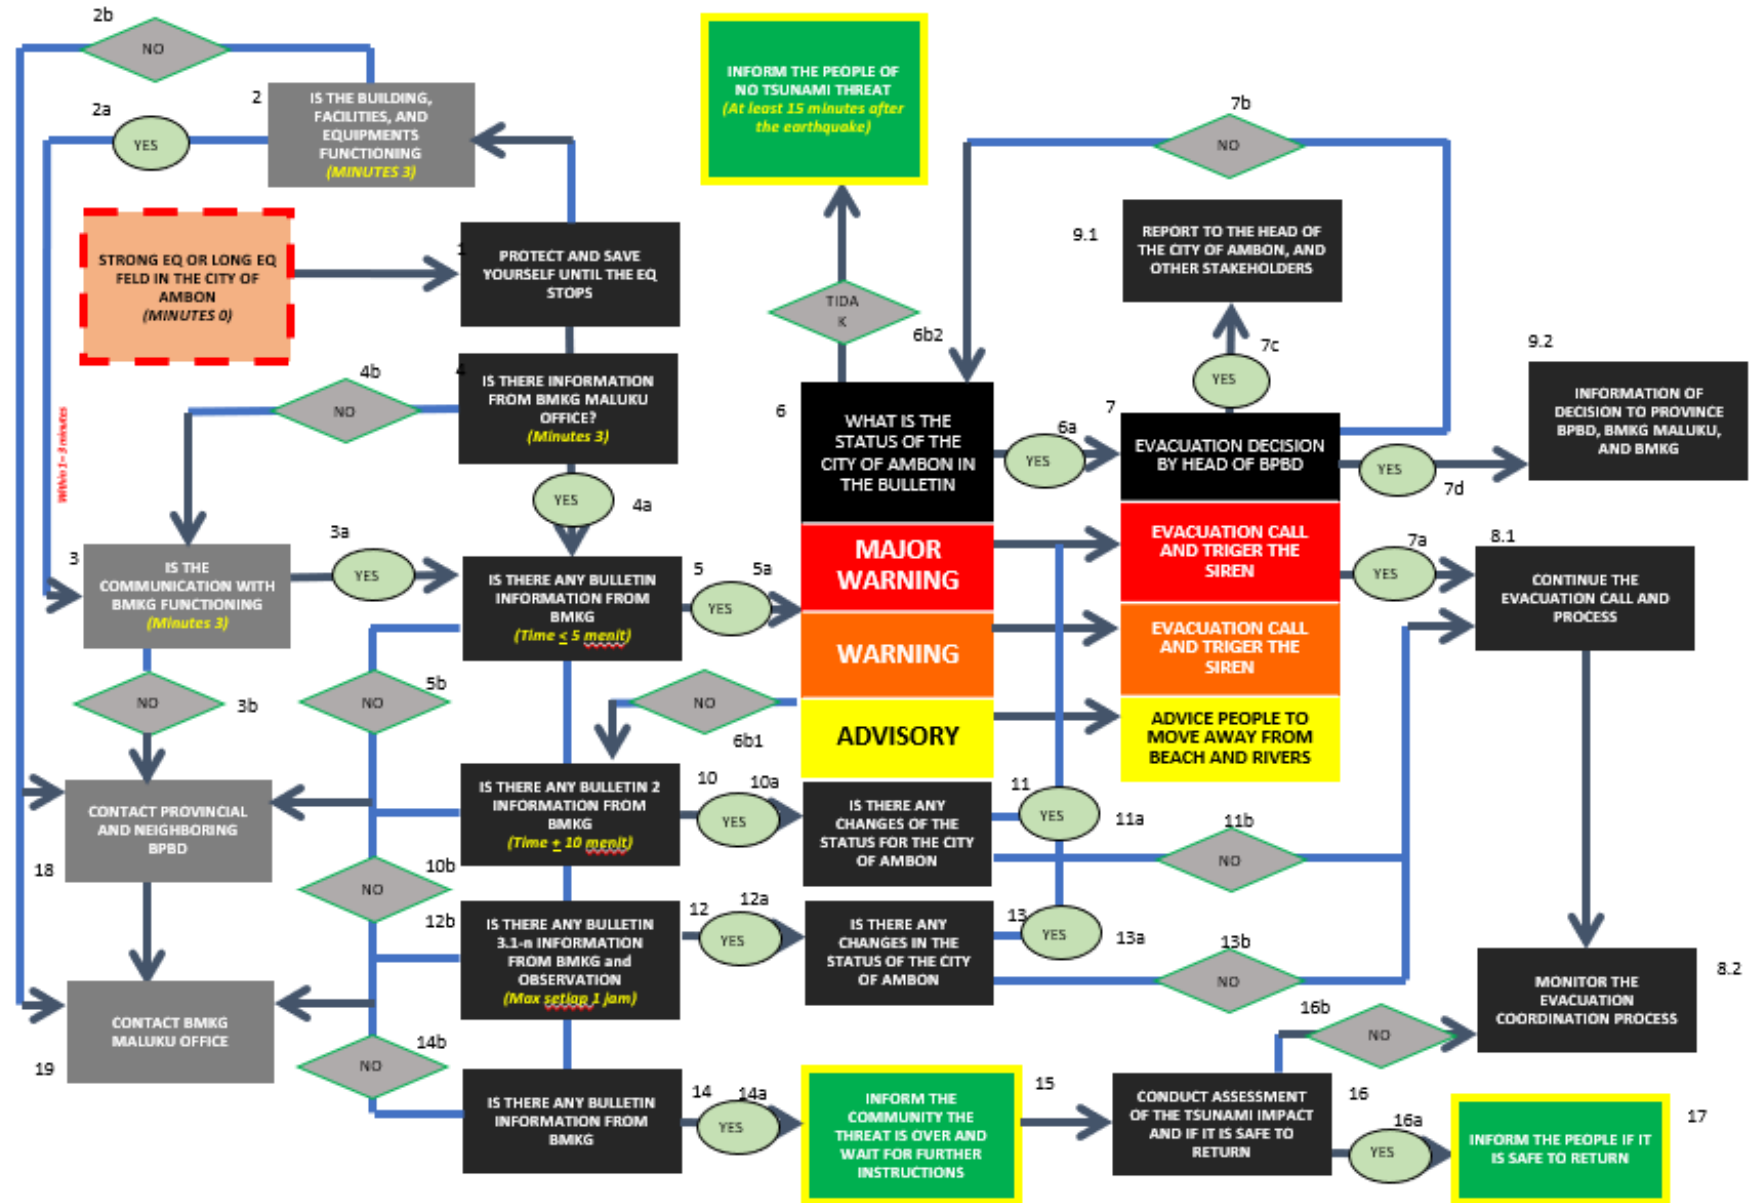 2b
NO
2a
YES
2
IS THE BUILDING,
FACILITIES, AND
EQUIPMENTS
FUNCTIONING
(MINUTES 3)
INFORM THE PEOPLE OF
NO TSUNAMI THREAT
(At least 15 minutes after
the earthquake)
7b
NO
STRONG EQ OR LONG EQ
FELD IN THE CITY OF
AMBON
(MINUTES 0)
1
PROTECT AND SAVE
YOURSELF UNTIL THE EQ
STOPS
9.1
REPORT TO THE HEAD OF
THE CITY OF AMBON, AND
OTHER STAKEHOLDERS
TIDA
K
6b2
7c
YES
9.2
INFORMATION OF
DECISION TO PROVINCE
BPBD, BMKG MALUKU,
AND BMKG
4b
NO
4
IS THERE INFORMATION
FROM BMKG MALUKU
OFFICE?
(Minutes 3)
6
WHAT IS THE
STATUS OF THE
CITY OF AMBON IN
THE BULLETIN
6a
YES
7
EVACUATION DECISION
BY HEAD OF BPBD
YES
7d
Within 1 – 3 minutes
YES
4a
3
IS THE
COMMUNICATION WITH
BMKG FUNCTIONING
(Minutes 3)
3a
YES
IS THERE ANY BULLETIN
INFORMATION FROM
BMKG
(Time < 5 menit)
5
5a
YES
MAJOR
WARNING
EVACUATION CALL
AND TRIGER THE
SIREN
7a
YES
8.1
CONTINUE THE
EVACUATION CALL AND
PROCESS
WARNING
EVACUATION CALL
AND TRIGER THE
SIREN
NO
3b
NO
5b
NO
6b1
ADVISORY
ADVICE PEOPLE TO
MOVE AWAY FROM
BEACH AND RIVERS
CONTACT PROVINCIAL
AND NEIGHBORING
BPBD
18
IS THERE ANY BULLETIN 2
INFORMATION FROM
BMKG
(Time ± 10 menit)
10
10a
YES
IS THERE ANY
CHANGES OF THE
STATUS FOR THE CITY
OF AMBON
11
YES
11a
11b
NO
NO
10b
12b
IS THERE ANY BULLETIN
3.1-n INFORMATION
FROM BMKG and
OBSERVATION
(Max setiap 1 jam)
12
12a
YES
IS THERE ANY
CHANGES IN THE
STATUS OF THE CITY
OF AMBON
13
YES
13a
13b
NO
8.2
MONITOR THE
EVACUATION
COORDINATION PROCESS
CONTACT BMKG
MALUKU OFFICE
19
NO
14b
16b
NO
IS THERE ANY BULLETIN
INFORMATION FROM
BMKG
14
14a
YES
INFORM THE
COMMUNITY THE
THREAT IS OVER AND
WAIT FOR FURTHER
INSTRUCTIONS
15
CONDUCT ASSESSMENT
OF THE TSUNAMI IMPACT
AND IF IT IS SAFE TO
RETURN
16
16a
YES
INFORM THE PEOPLE IF IT
IS SAFE TO RETURN
17